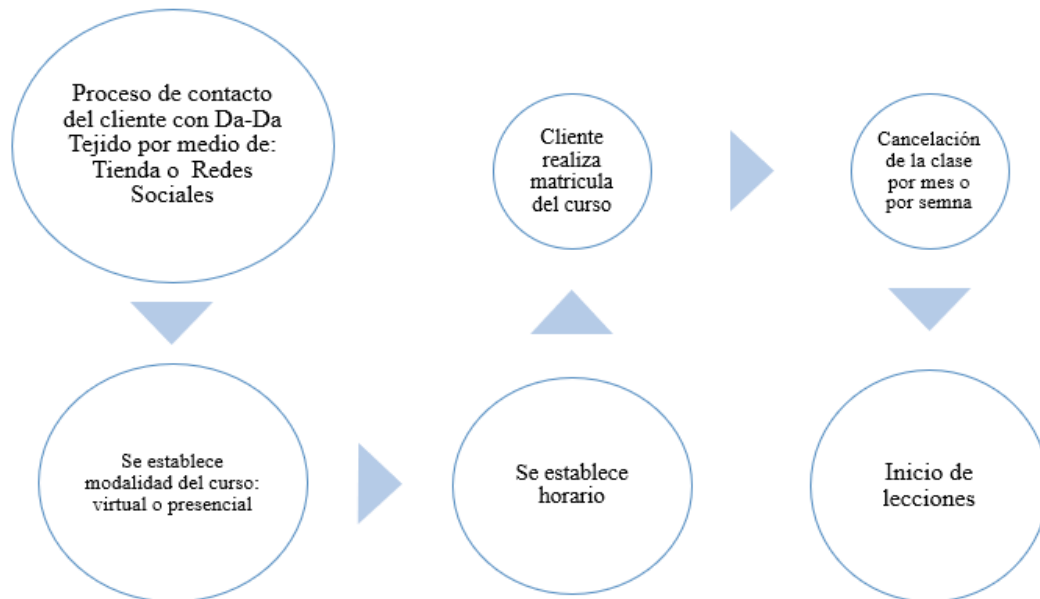 Proceso de contacto
del cliente con Da-Da
Tejido por medio de:
Tienda o Redes
Sociales
Se establece
modalidad del curso:
virtual o presencial
Se establece
horario
Cliente
realiza
matricula
del curso
Cancelación
de la clase
por mes o
por semna
Inicio de
lecciones